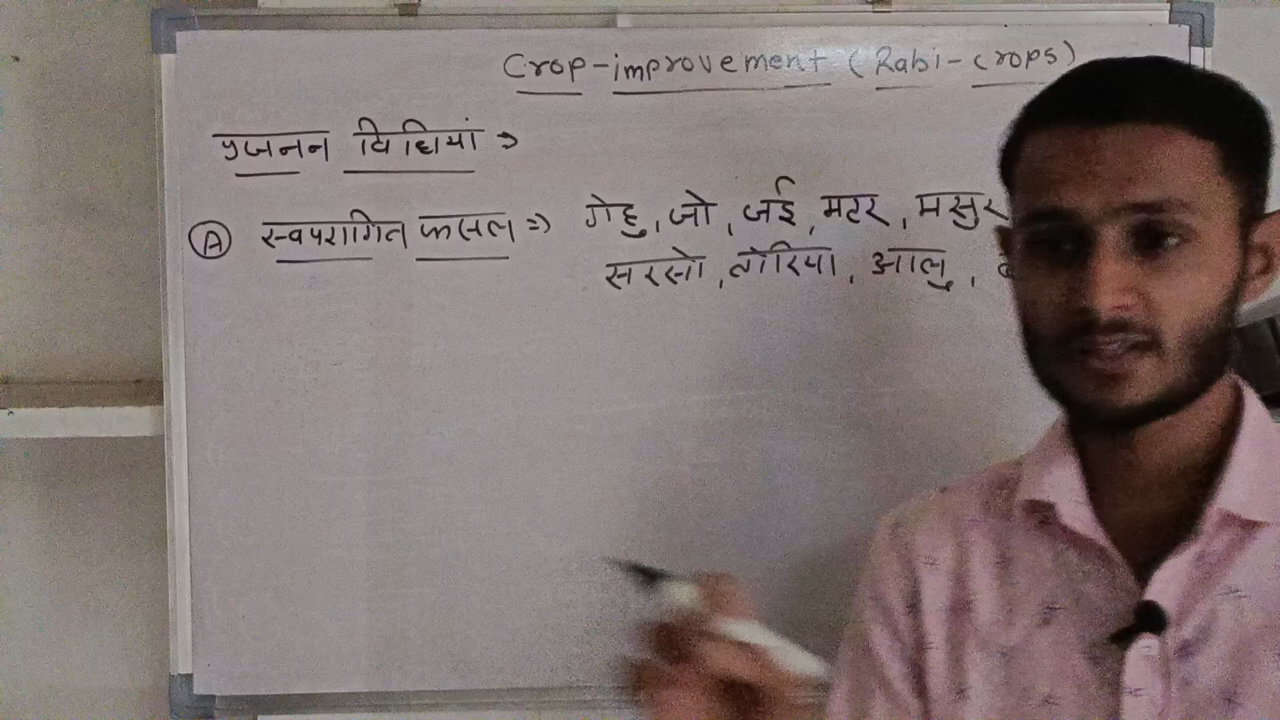 Crop-improvement (Rabi-crops)
प्रजनन विधियां ⇒
Ⓐ स्वपरागित फसल ⇒ गेहु, जो, जई, मटर, मसुर
सरसो, तोरिया, आलु,